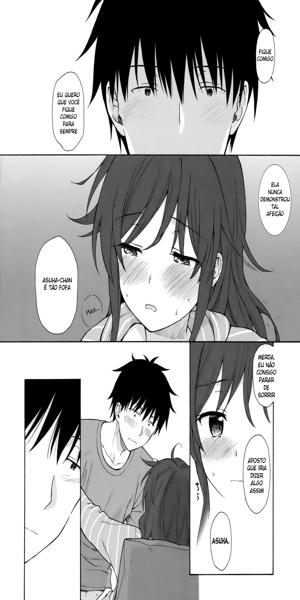 FIQUE
COMIGO
EU QUERO
QUE VOCÊ
FIQUE
COMIGO
PARA
SEMPRE
ELA
NUNCA
DEMONSTROU
TAL
AFEIÇÃO
ASUHA-CHAN
É TÃO FOFA
MERDA,
EU NÃO
CONSIGO
PARAR
DE
SORRIR
APOSTO
QUE IRIA
DIZER
ALGO
ASSIM
ASUHA.